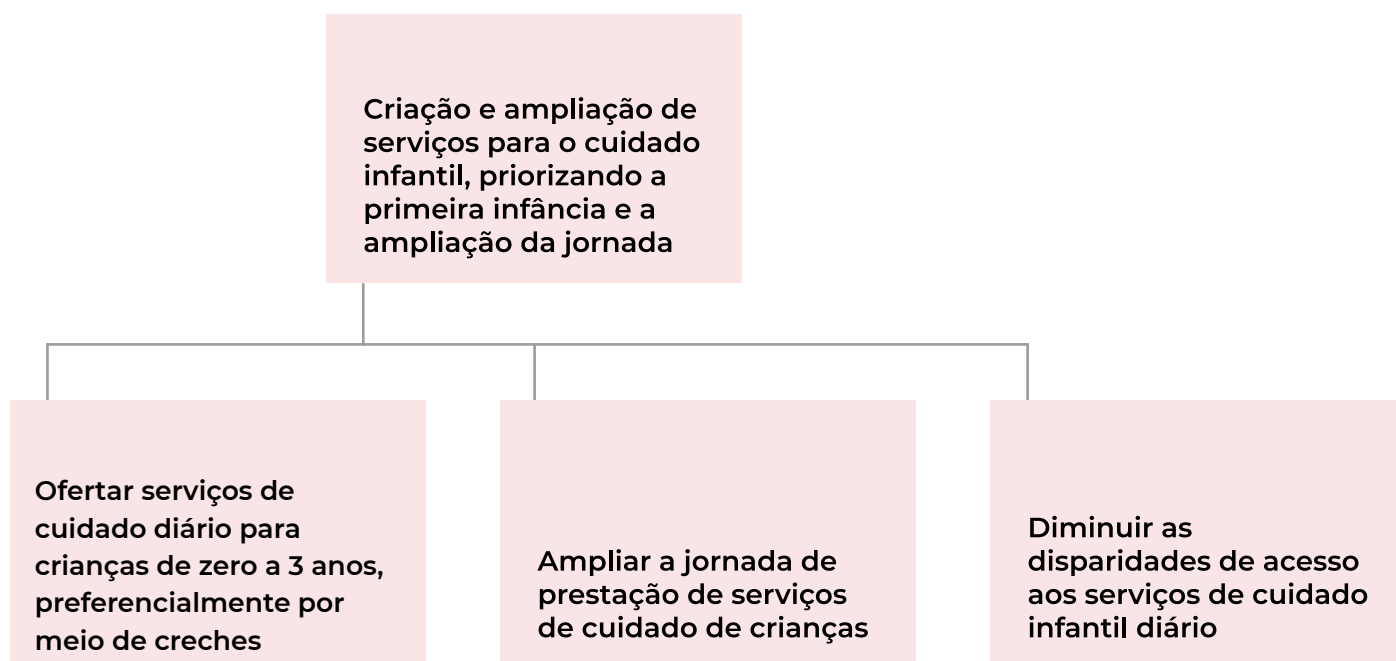 Criação e ampliação de
serviços para o cuidado
infantil, priorizando a
primeira infância e a
ampliação da jornada
Ofertar serviços de
cuidado diário para
crianças de zero a 3 anos,
preferencialmente por
meio de creches
Ampliar a jornada de
prestação de serviços
de cuidado de crianças
Diminuir as
disparidades de acesso
aos serviços de cuidado
infantil diário